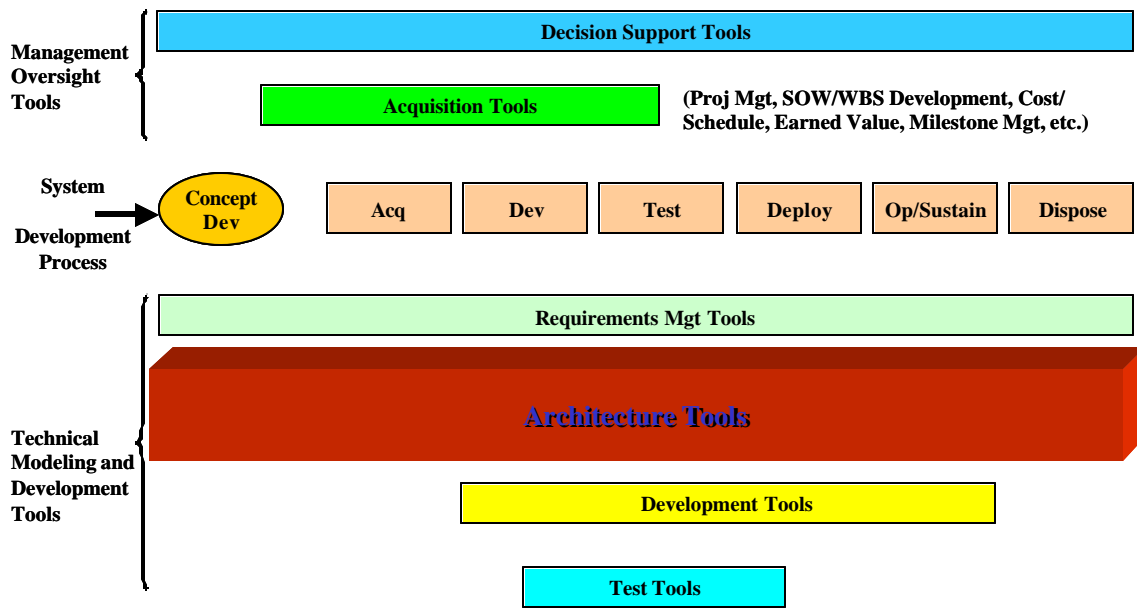 Decision Support Tools
Management
Oversight
Tools
Acquisition Tools
(Proj Mgt, SOW/WBS Development, Cost/
Schedule, Earned Value, Milestone Mgt, etc.)
System
Development
Process
Concept
Dev
Acq
Dev
Test
Deploy
Op/Sustain
Dispose
Requirements Mgt Tools
Architecture Tools
Technical
Modeling and
Development
Tools
Development Tools
Test Tools